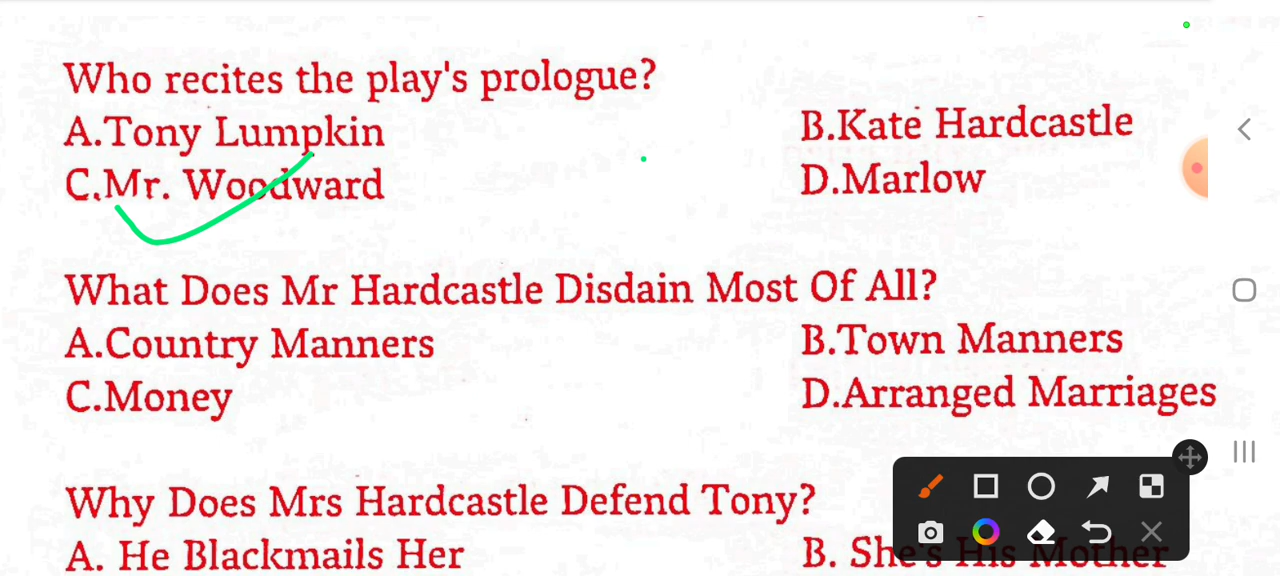 Who recites the play's prologue?
A.Tony Lumpkin
B.Kate Hardcastle
C.Mr. Woodward
D.Marlow
What Does Mr Hardcastle Disdain Most Of All?
A.Country Manners
B.Town Manners
C.Money
D.Arranged Marriages
Why Does Mrs Hardcastle Defend Tony?
A. He Blackmails Her
B. She's His Mother